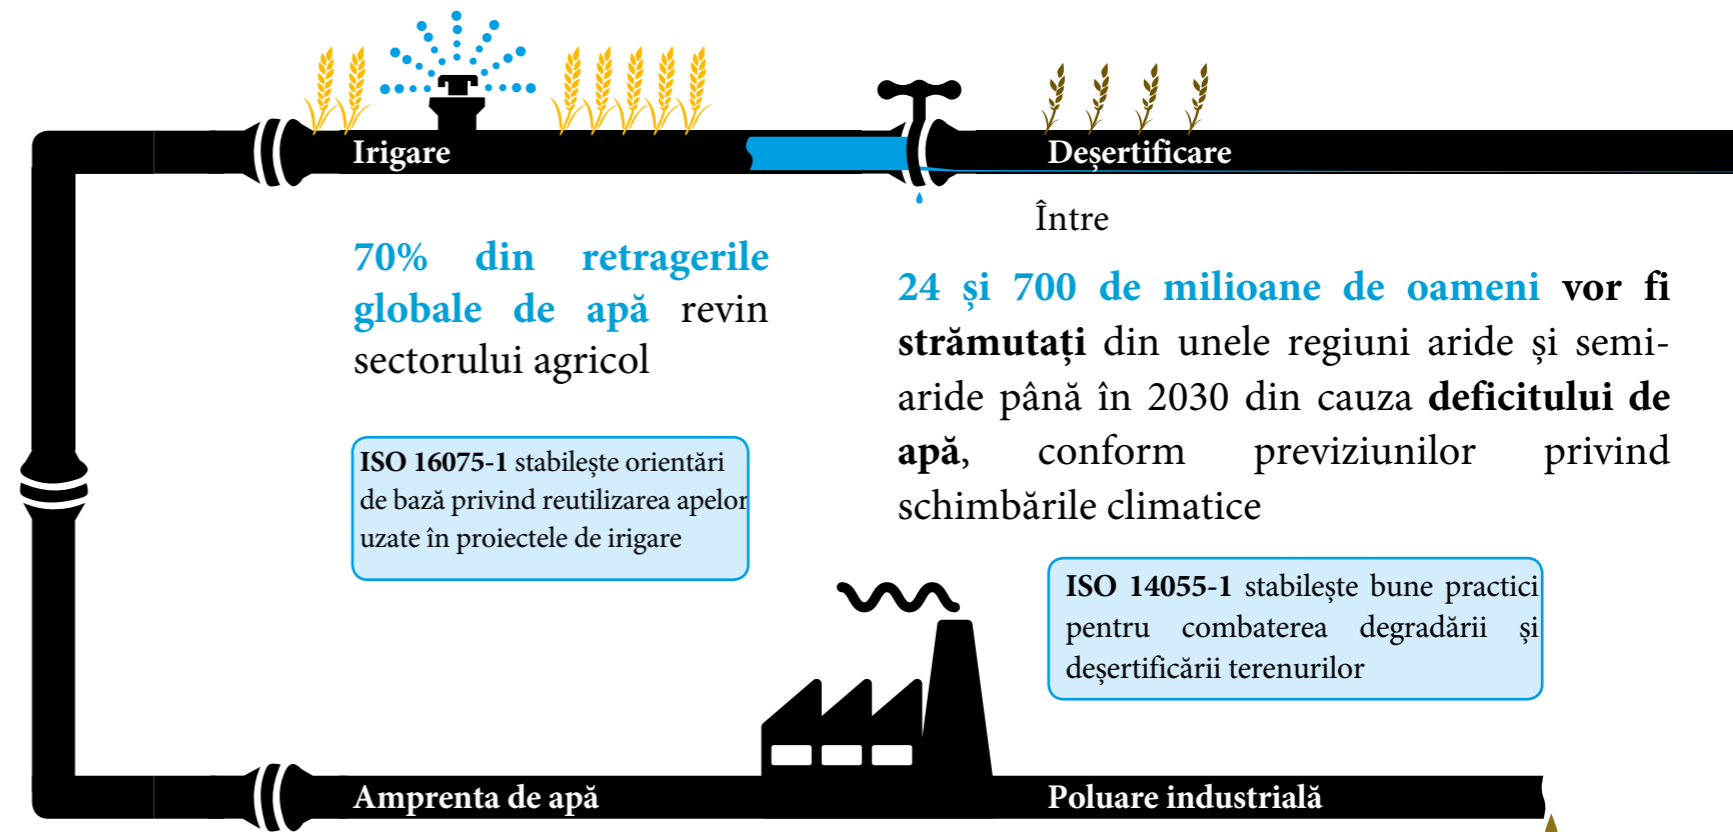 Irigare
Deșertificare
70% din retragerile
globale de apă revin
sectorului agricol
ISO 16075-1 stabilește orientări
de bază privind reutilizarea apelor
uzate în proiectele de irigare
Între
24 și 700 de milioane de oameni vor fi
strămutați din unele regiuni aride și semi-
aride până în 2030 din cauza deficitului de
apă, conform previziunilor privind
schimbările climatice
ISO 14055-1 stabilește bune practici
pentru combaterea degradării și
deșertificării terenurilor
Amprenta de apă
Poluare industrială